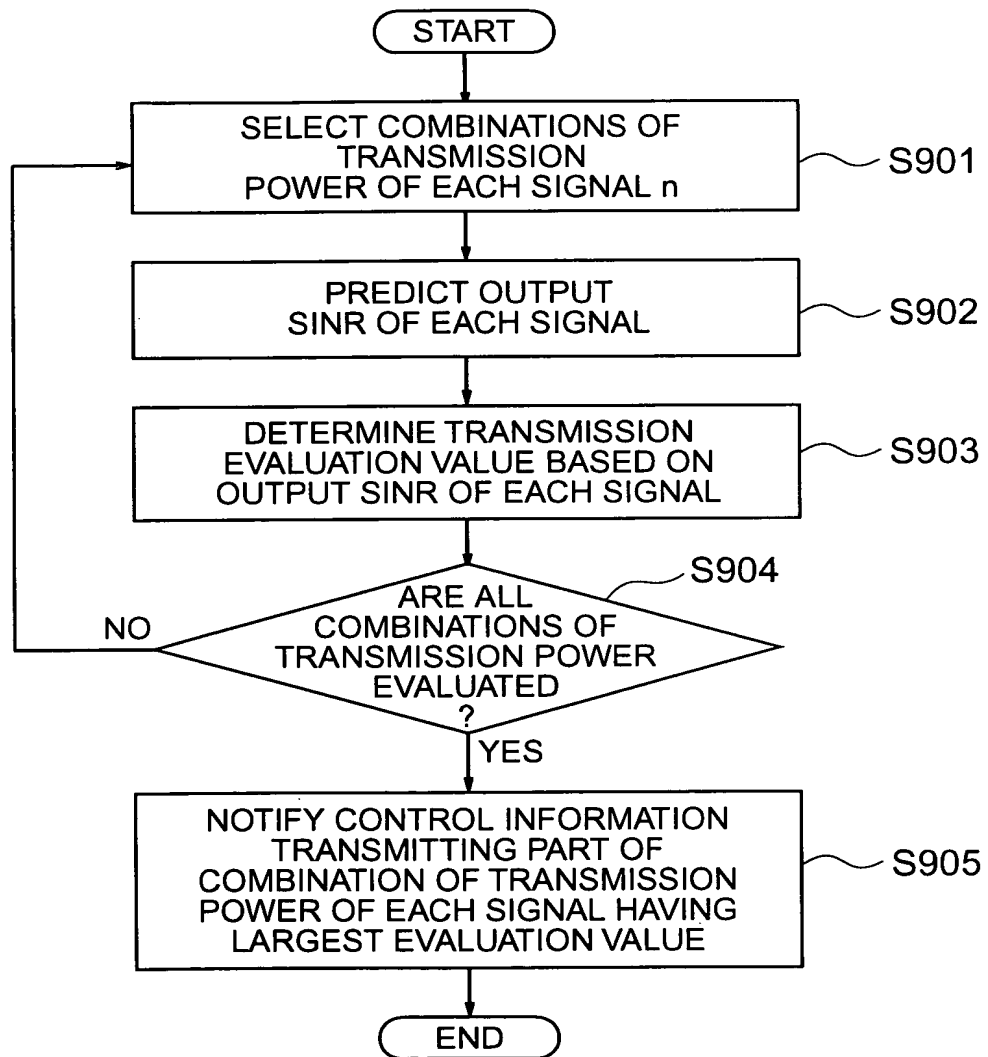 START
SELECT COMBINATIONS OF
TRANSMISSION
POWER OF EACH SIGNAL n
S901
PREDICT OUTPUT
SINR OF EACH SIGNAL
S902
DETERMINE TRANSMISSION
EVALUATION VALUE BASED ON
OUTPUT SINR OF EACH SIGNAL
S903
S904
ARE ALL
COMBINATIONS OF
TRANSMISSION POWER
EVALUATED
?
NO
YES
NOTIFY CONTROL INFORMATION
TRANSMITTING PART OF
COMBINATION OF TRANSMISSION
POWER OF EACH SIGNAL HAVING
LARGEST EVALUATION VALUE
S905
END